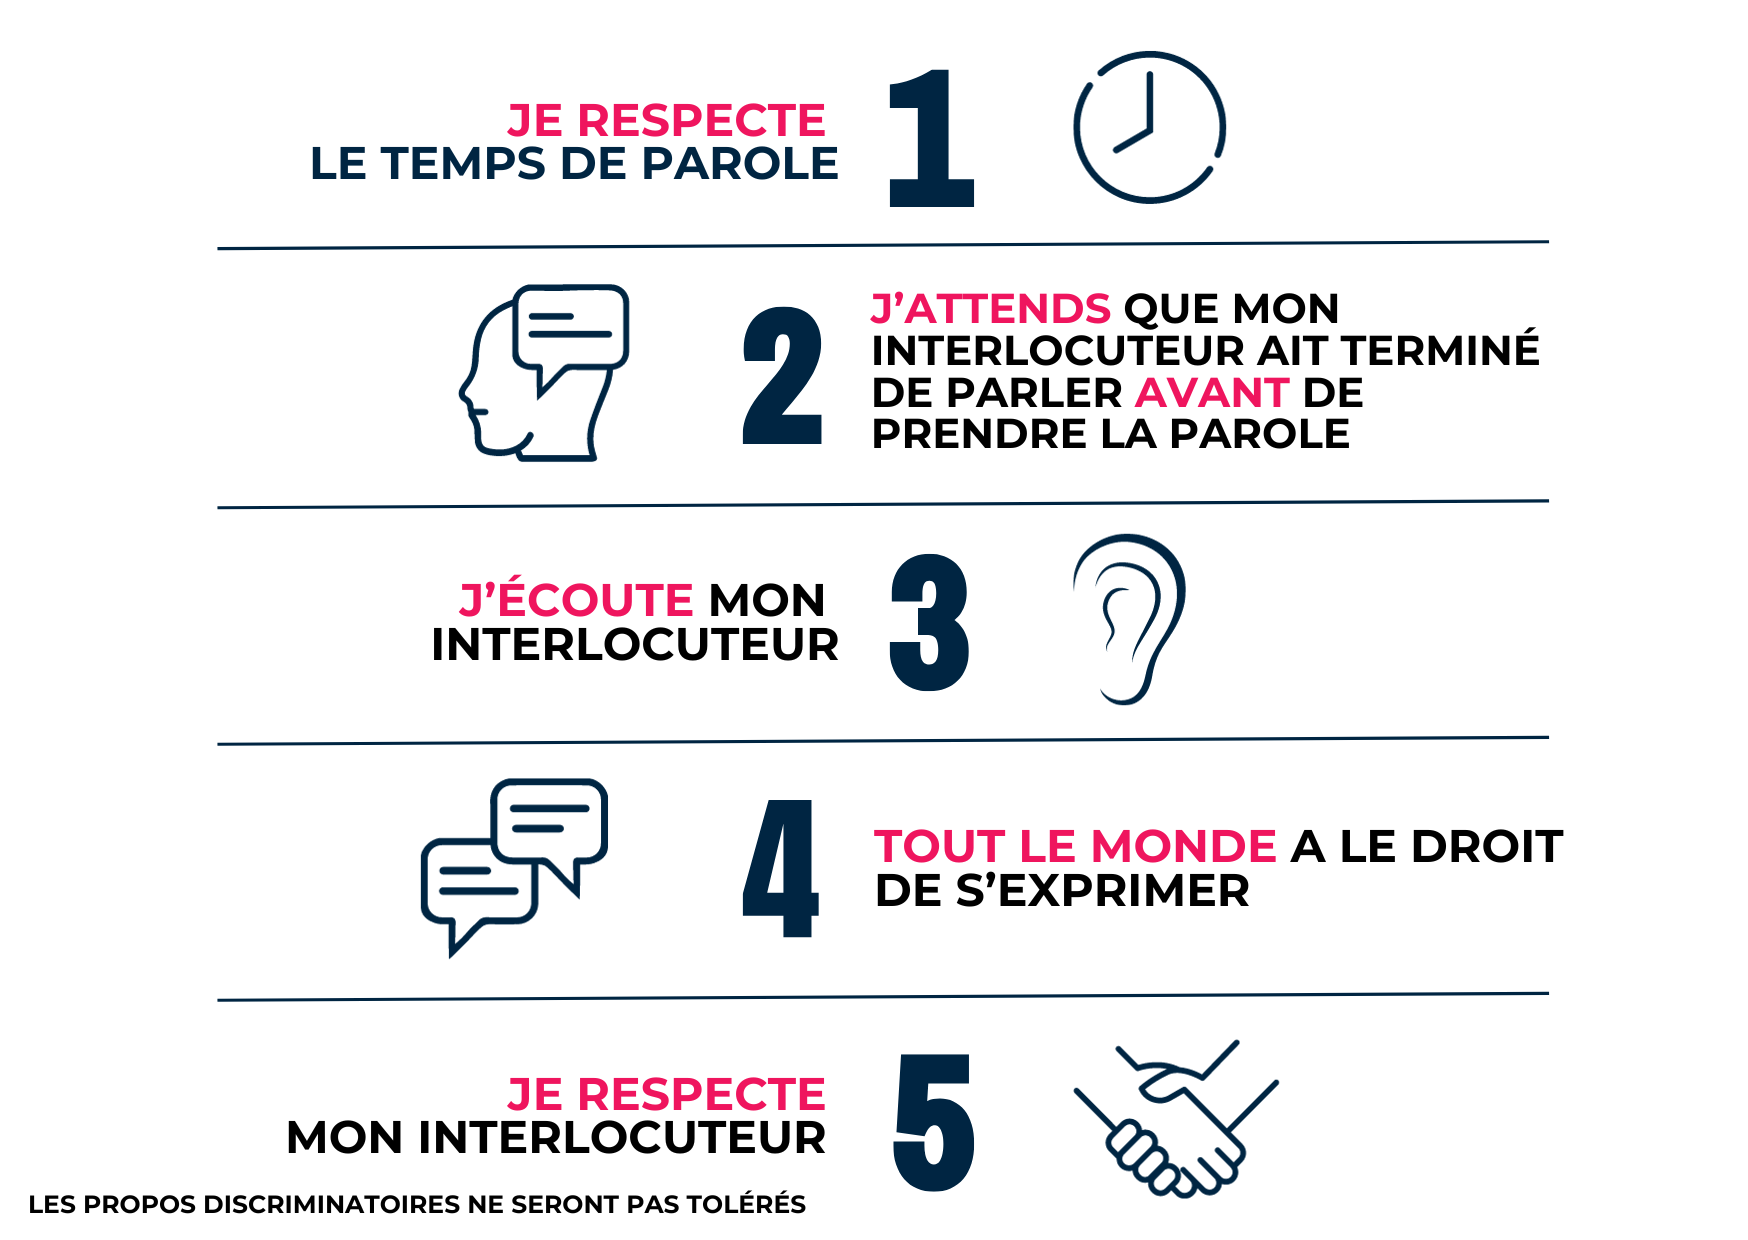 JE RESPECTE
LE TEMPS DE PAROLE
1
2
J’ATTENDS QUE MON
INTERLOCUTEUR AIT TERMINÉ
DE PARLER AVANT DE
PRENDRE LA PAROLE
J’ÉCOUTE MON
INTERLOCUTEUR
3
4
TOUT LE MONDE A LE DROIT
DE S’EXPRIMER
JE RESPECTE
MON INTERLOCUTEUR
5
LES PROPOS DISCRIMINATOIRES NE SERONT PAS TOLÉRÉS